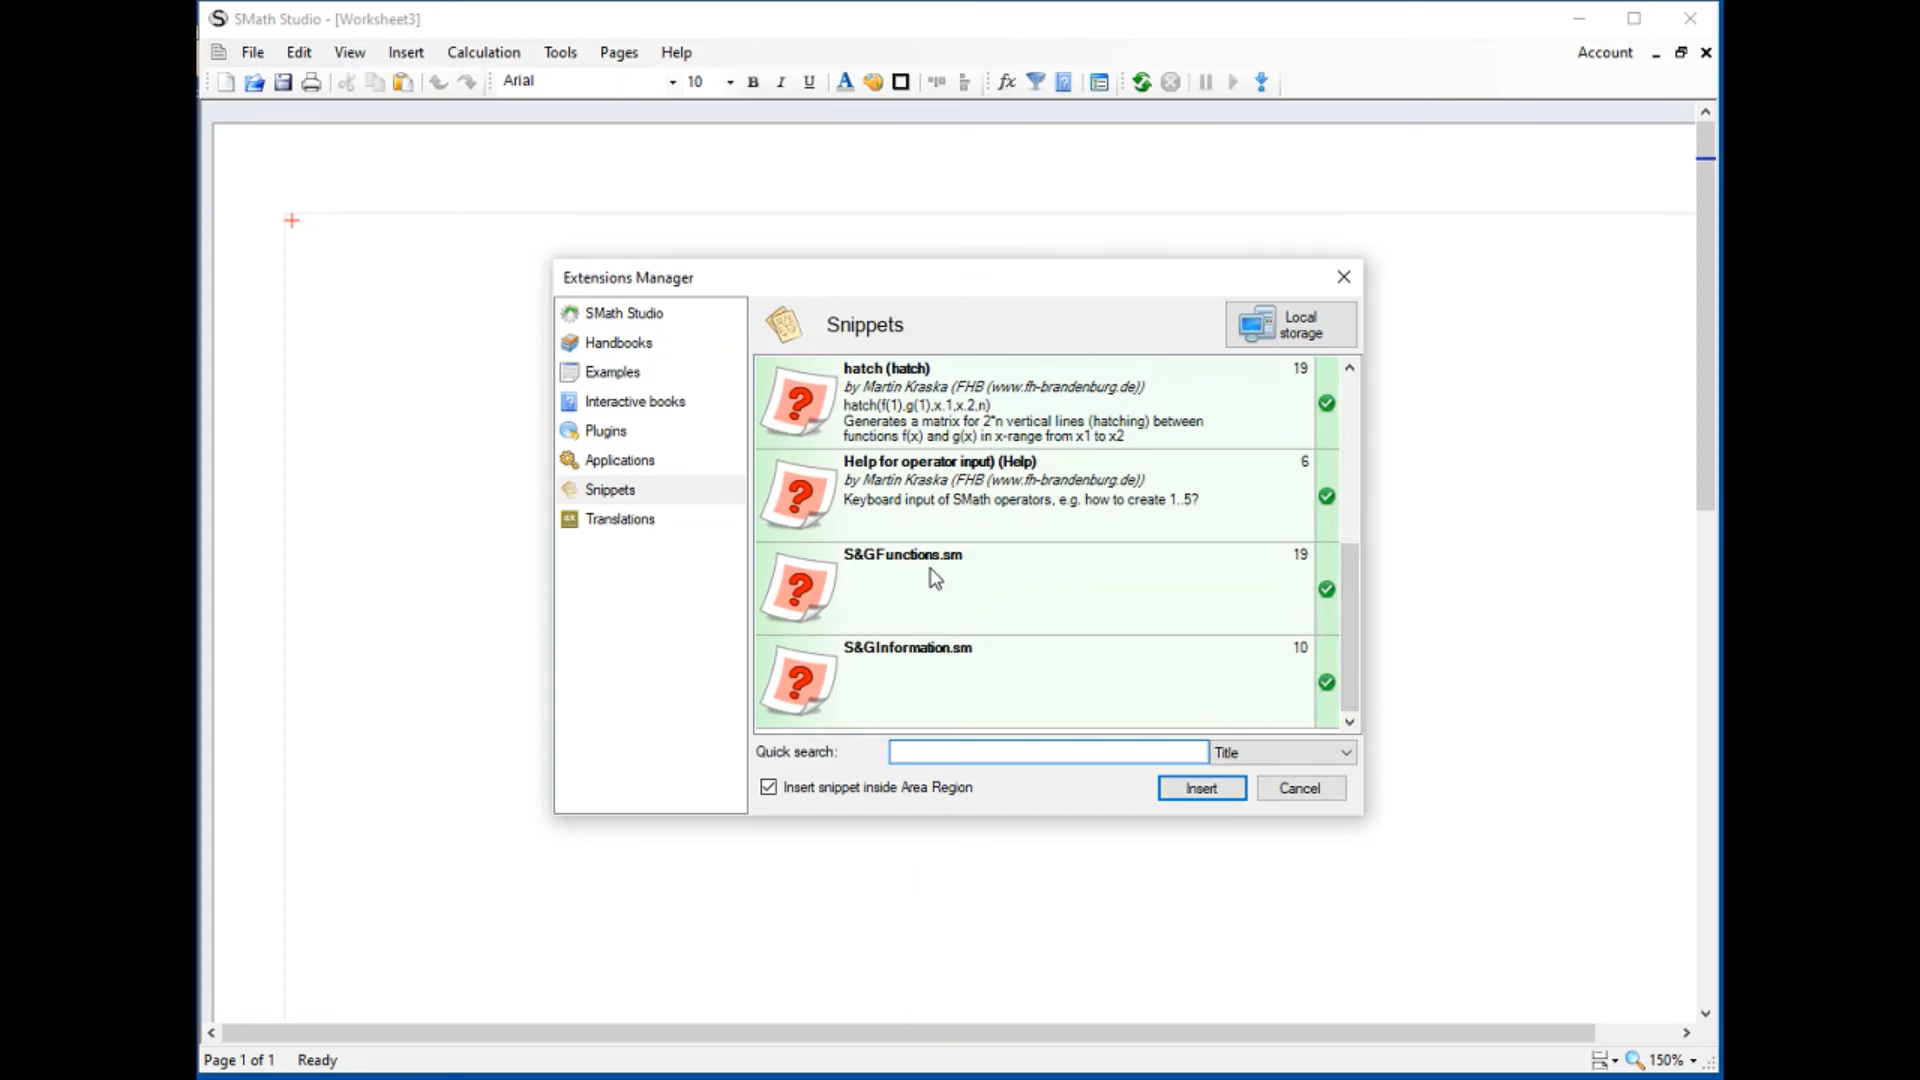 SMath Studio - [Worksheet3]
File Edit View Insert Calculation Tools Pages Help Account
Arial 10 B I U A fx
Extensions Manager
SMath Studio
Handbooks
Examples
Interactive books
Plugins
Applications
Snippets
Translations
Snippets
Local
storage
hatch (hatch) 19
by Martin Kraska (FHB (www.fh-brandenburg.de))
hatch(f(1),g(1),x.1,x.2,n)
Generates a matrix for 2*n vertical lines (hatching) between
functions f(x) and g(x) in x-range from x1 to x2
Help for operator input) (Help) 6
by Martin Kraska (FHB (www.fh-brandenburg.de))
Keyboard input of SMath operators, e.g. how to create 1..5?
S&GFunctions.sm 19
S&GInformation.sm 10
Quick search: Title
Insert snippet inside Area Region Insert Cancel
Page 1 of 1 Ready 150%